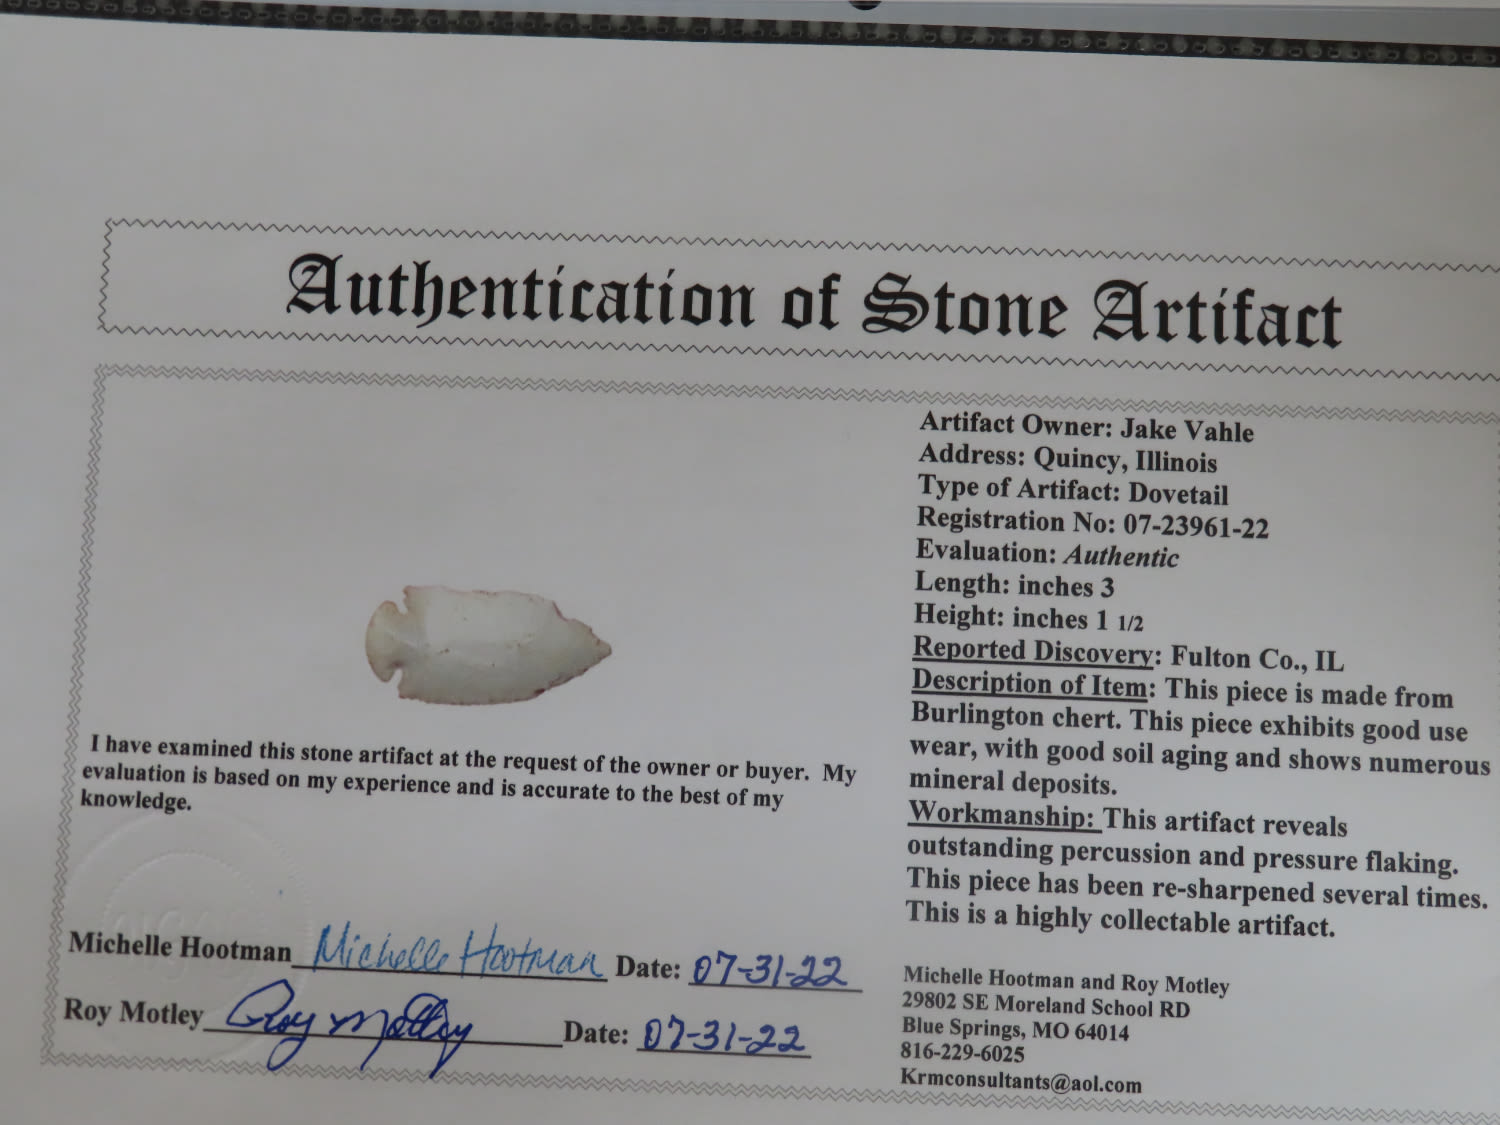 Authentication of Stone Artifact
Artifact Owner: Jake Vahle
Address: Quincy, Illinois
Type of Artifact: Dovetail
Registration No: 07-23961-22
Evaluation: Authentic
Length: inches 3
Height: inches 1 1/2
Reported Discovery: Fulton Co., IL
Description of Item: This piece is made from
Burlington chert. This piece exhibits good use
wear, with good soil aging and shows numerous
mineral deposits.
Workmanship: This artifact reveals
outstanding percussion and pressure flaking.
This piece has been re-sharpened several times.
This is a highly collectable artifact.
I have examined this stone artifact at the request of the owner or buyer. My
evaluation is based on my experience and is accurate to the best of my
knowledge.
Michelle Hootman Michelle Hootman Date: 07-31-22
Roy Motley Roy Motley Date: 07-31-22
Michelle Hootman and Roy Motley
29802 SE Moreland School RD
Blue Springs, MO 64014
816-229-6025
Krmconsultants@aol.com